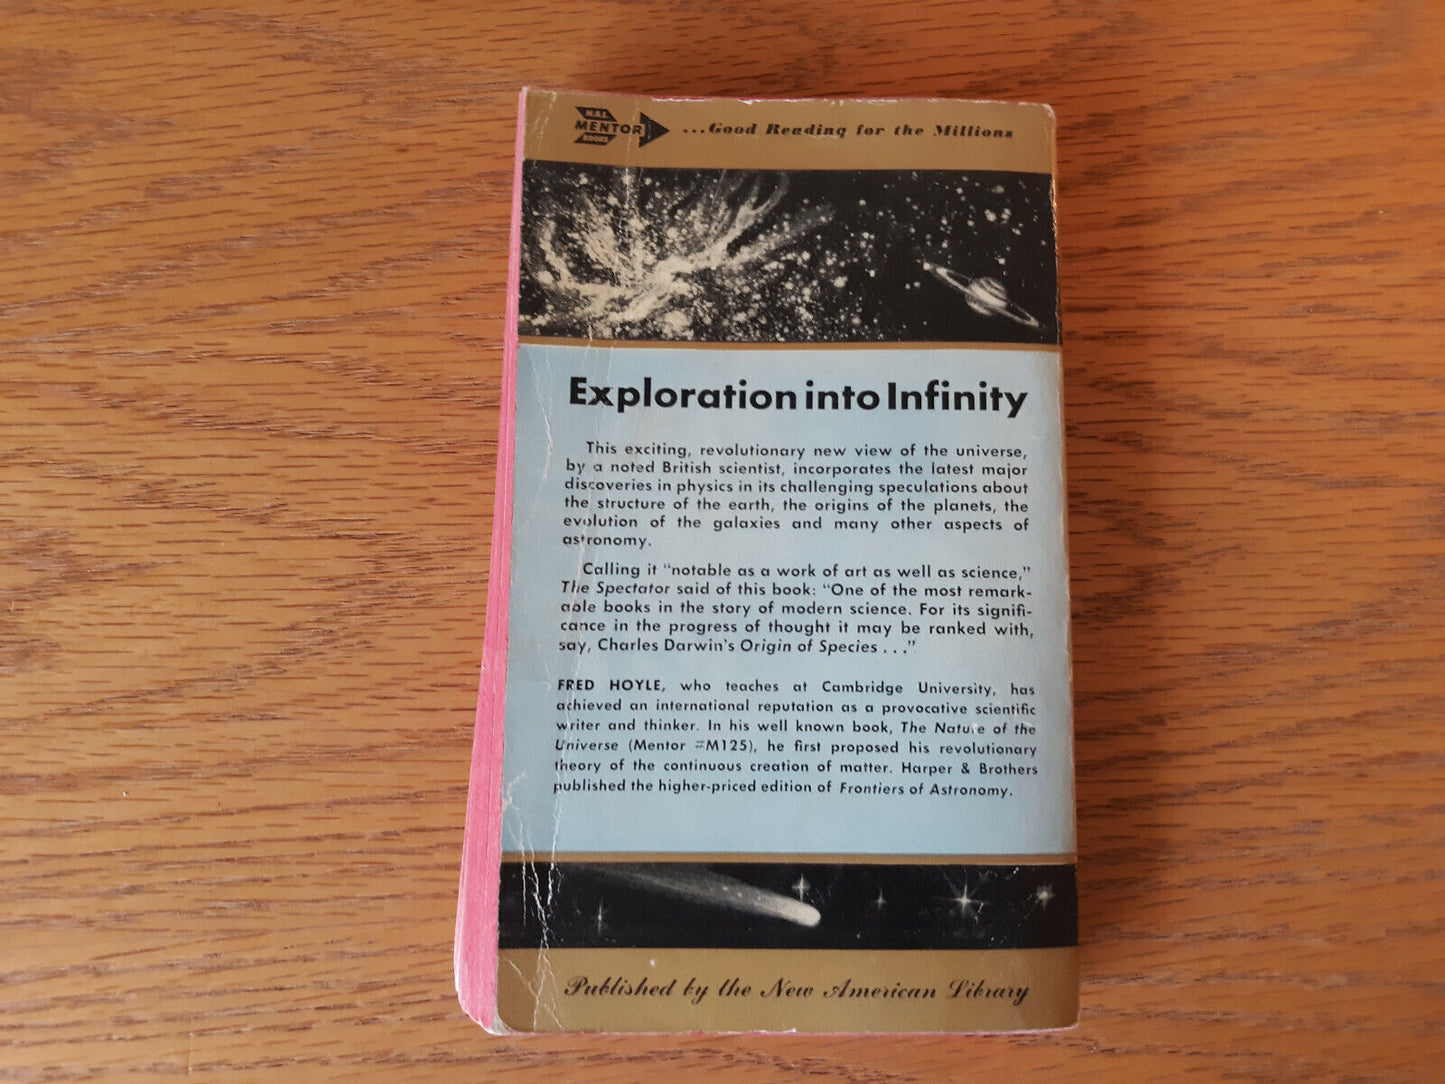 NAL
MENTOR
BOOKS
...Good Reading for the Millions
Exploration into Infinity
This exciting, revolutionary new view of the universe,
by a noted British scientist, incorporates the latest major
discoveries in physics in its challenging speculations about
the structure of the earth, the origins of the planets, the
evolution of the galaxies and many other aspects of
astronomy.
Calling it "notable as a work of art as well as science,"
The Spectator said of this book: "One of the most remark-
able books in the story of modern science. For its signifi-
cance in the progress of thought it may be ranked with,
say, Charles Darwin's Origin of Species . . ."
FRED HOYLE, who teaches at Cambridge University, has
achieved an international reputation as a provocative scientific
writer and thinker. In his well known book, The Nature of the
Universe (Mentor #M125), he first proposed his revolutionary
theory of the continuous creation of matter. Harper & Brothers
published the higher-priced edition of Frontiers of Astronomy.
Published by the New American Library